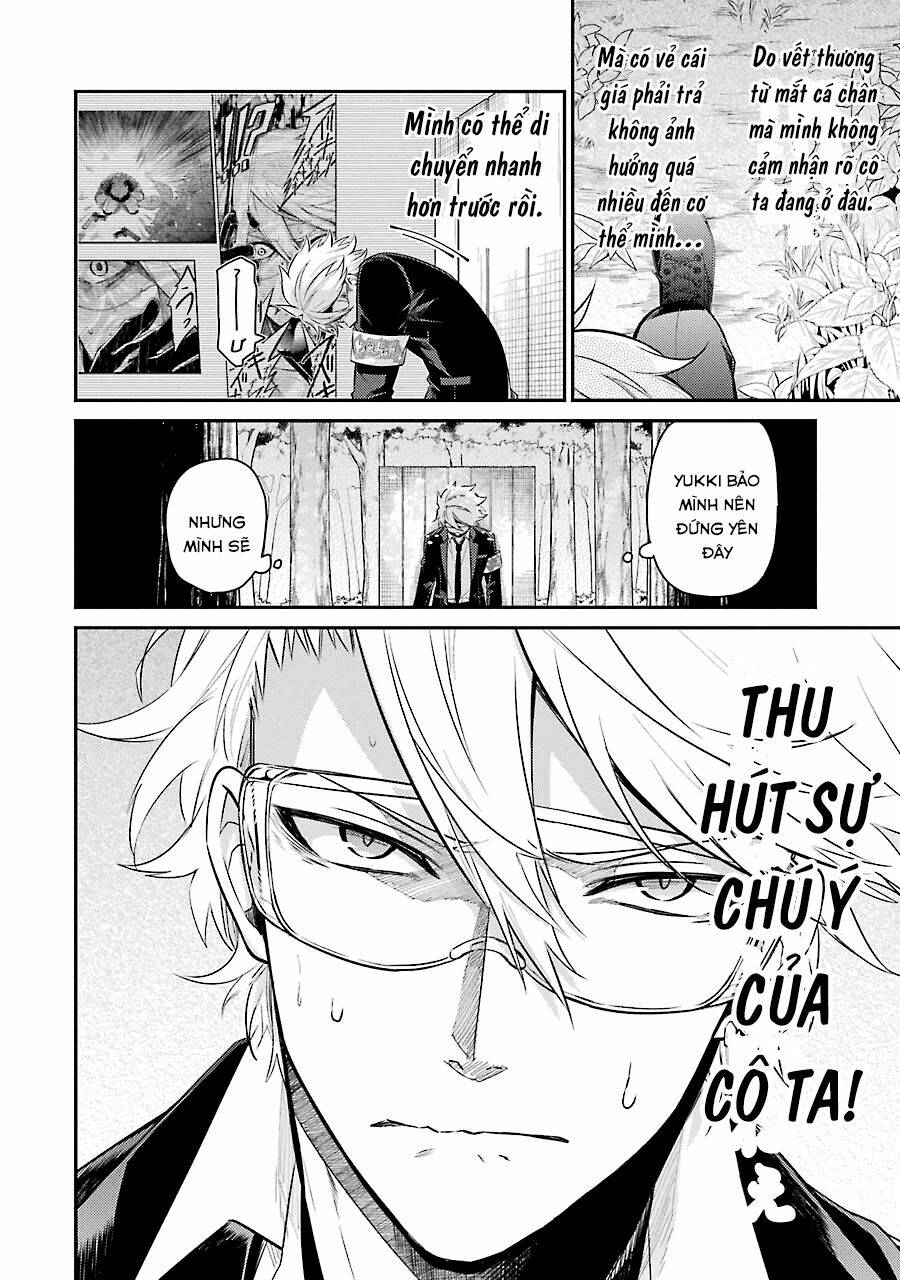 Do vết thương
từ mắt cá chân
mà mình không
cảm nhận rõ cô
ta đang ở đâu.
Mà có vẻ cái
giá phải trả
không ảnh
hưởng quá
nhiều đến cơ
thể mình...
Mình có thể di
chuyển nhanh
hơn trước rồi.
YUKKI BẢO
MÌNH NÊN
ĐỨNG YÊN
ĐÂY
NHƯNG
MÌNH SẼ
THU
HÚT SỰ
CHÚ Ý
CỦA
CÔ TA!